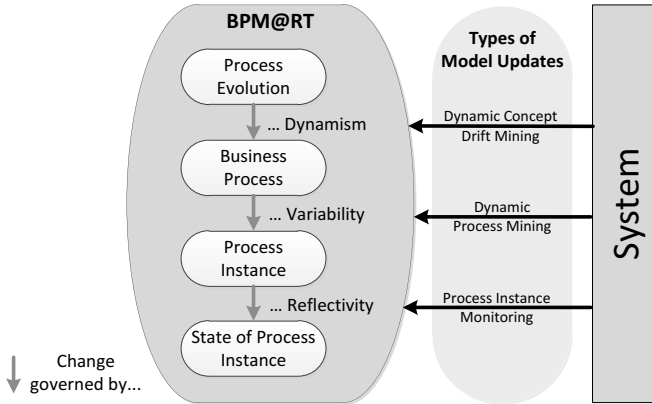 BPM@RT
Process
Evolution
... Dynamism
Business
Process
... Variability
Process
Instance
... Reflectivity
State of Process
Instance
Change
governed by...
Types of
Model Updates
Dynamic Concept
Drift Mining
Dynamic
Process Mining
Process Instance
Monitoring
System